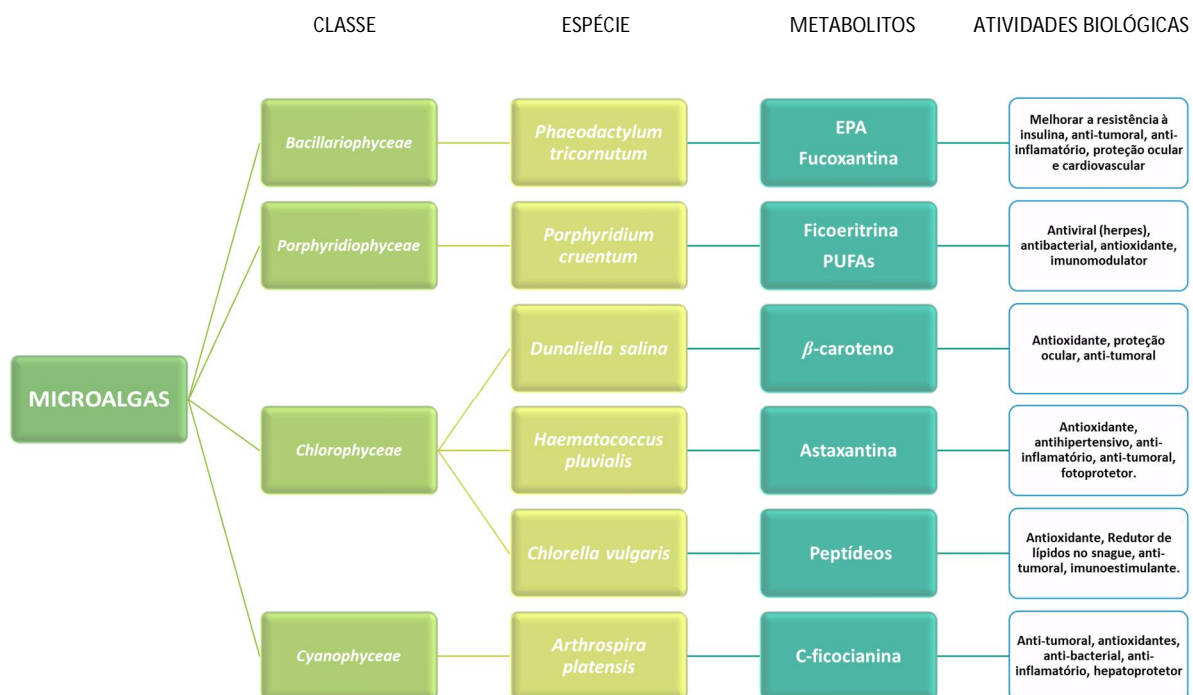 CLASSE ESPÉCIE METABOLITOS ATIVIDADES BIOLÓGICAS
MICROALGAS
Bacillariophyceae
Phaeodactylum
tricornutum
EPA
Fucoxantina
Melhorar a resistência à
insulina, anti-tumoral, anti-
inflamatório, proteção ocular
e cardiovascular
Porphyridiophyceae
Porphyridium
cruentum
Ficoeritrina
PUFAs
Antiviral (herpes),
antibacterial, antioxidante,
imunomodulator
Chlorophyceae
Dunaliella salina
β-caroteno
Antioxidante, proteção
ocular, anti-tumoral
Haematococcus
pluvialis
Astaxantina
Antioxidante,
antihipertensivo, anti-
inflamatório, anti-tumoral,
fotoprotetor.
Chlorella vulgaris
Peptídeos
Antioxidante, Redutor de
lípidos no snague, anti-
tumoral, imunoestimulante.
Cyanophyceae
Arthrospira
platensis
C-ficocianina
Anti-tumoral, antioxidantes,
anti-bacterial, anti-
inflamatório, hepatoprotetor